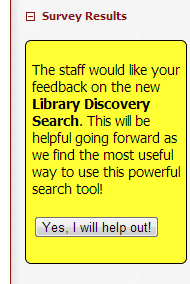 Survey Results
The staff would like your
feedback on the new
Library Discovery
Search. This will be
helpful going forward as
we find the most useful
way to use this powerful
search tool!
Yes, I will help out!